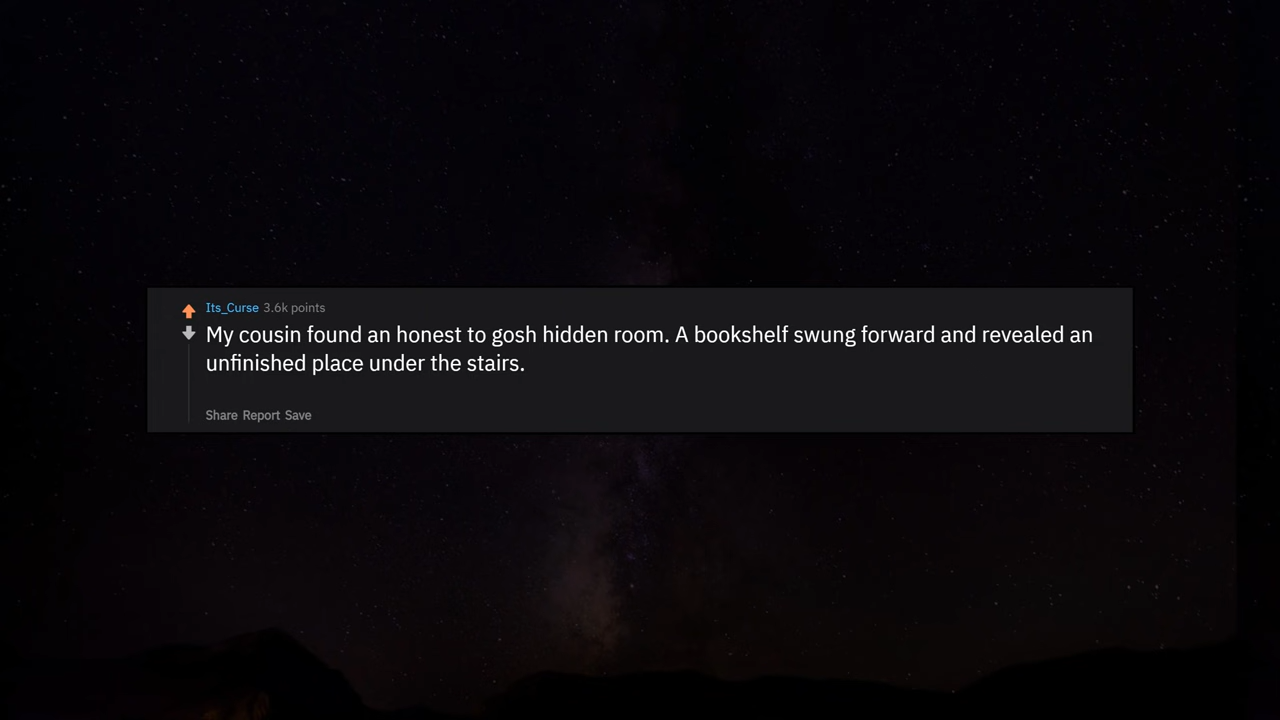 Its_Curse 3.6k points
My cousin found an honest to gosh hidden room. A bookshelf swung forward and revealed an
unfinished place under the stairs.
Share Report Save